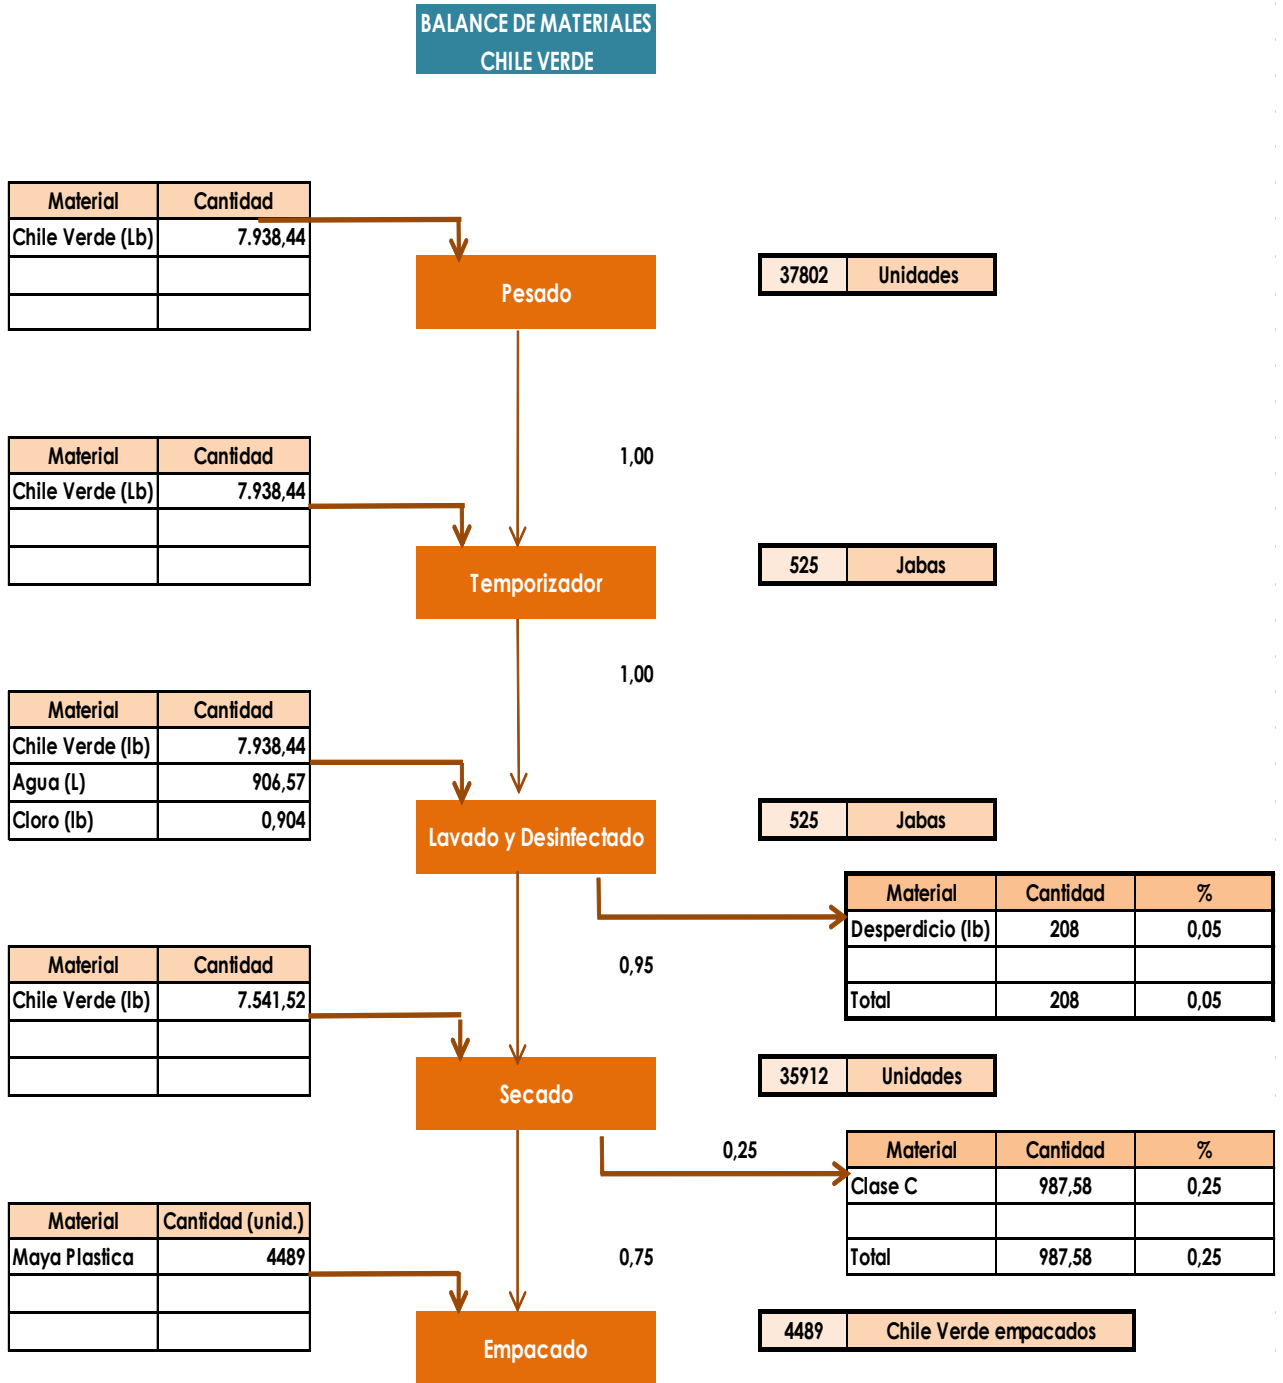 BALANCE DE MATERIALES
CHILE VERDE
Material Cantidad
Chile Verde (Lb) 7.938,44
Pesado
37802 Unidades
1,00
Material Cantidad
Chile Verde (Lb) 7.938,44
Temporizador
525 Jabas
1,00
Material Cantidad
Chile Verde (lb) 7.938,44
Agua (L) 906,57
Cloro (lb) 0,904
Lavado y Desinfectado
525 Jabas
Material Cantidad %
Desperdicio (lb) 208 0,05
Total 208 0,05
0,95
Material Cantidad
Chile Verde (lb) 7.541,52
Secado
35912 Unidades
0,25
Material Cantidad %
Clase C 987,58 0,25
Total 987,58 0,25
0,75
Material Cantidad (unid.)
Maya Plastica 4489
Empacado
4489 Chile Verde empacados